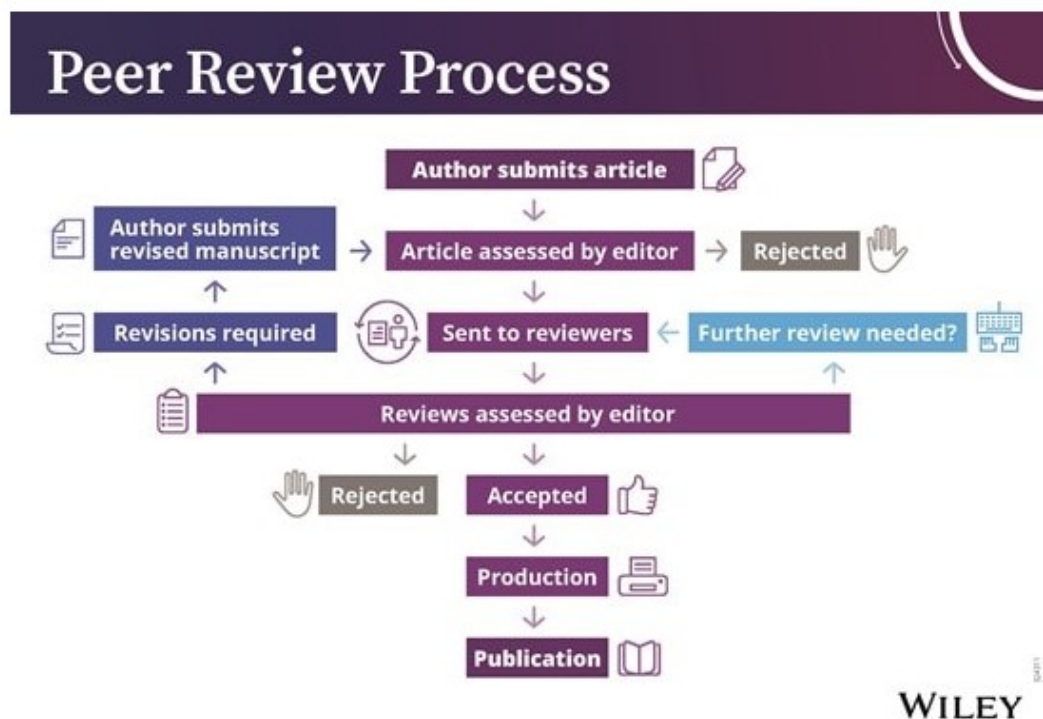 Peer Review Process
Author submits article
Author submits
revised manuscript
Article assessed by editor
Rejected
Revisions required
Sent to reviewers
Further review needed?
Reviews assessed by editor
Rejected
Accepted
Production
Publication
WILEY